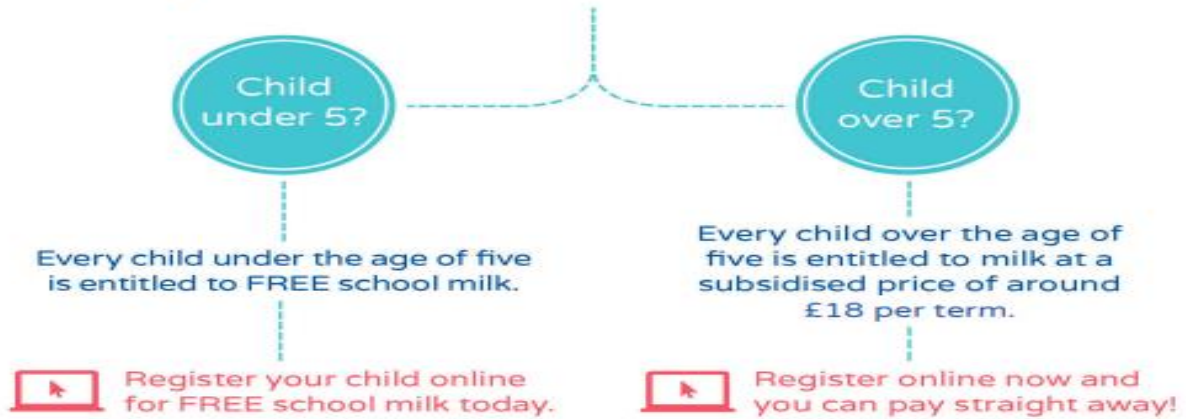 Child
under 5?
Every child under the age of five
is entitled to FREE school milk.
Register your child online
for FREE school milk today.
Child
over 5?
Every child over the age of
five is entitled to milk at a
subsidised price of around
£18 per term.
Register online now and
you can pay straight away!